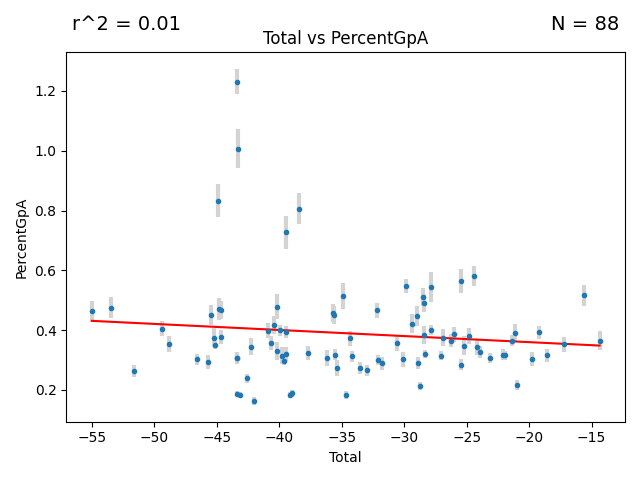 r^2 = 0.01
N = 88
Total vs PercentGpA
PercentGpA
1.2
1.0
0.8
0.6
0.4
0.2
−55 −50 −45 −40 −35 −30 −25 −20 −15
Total